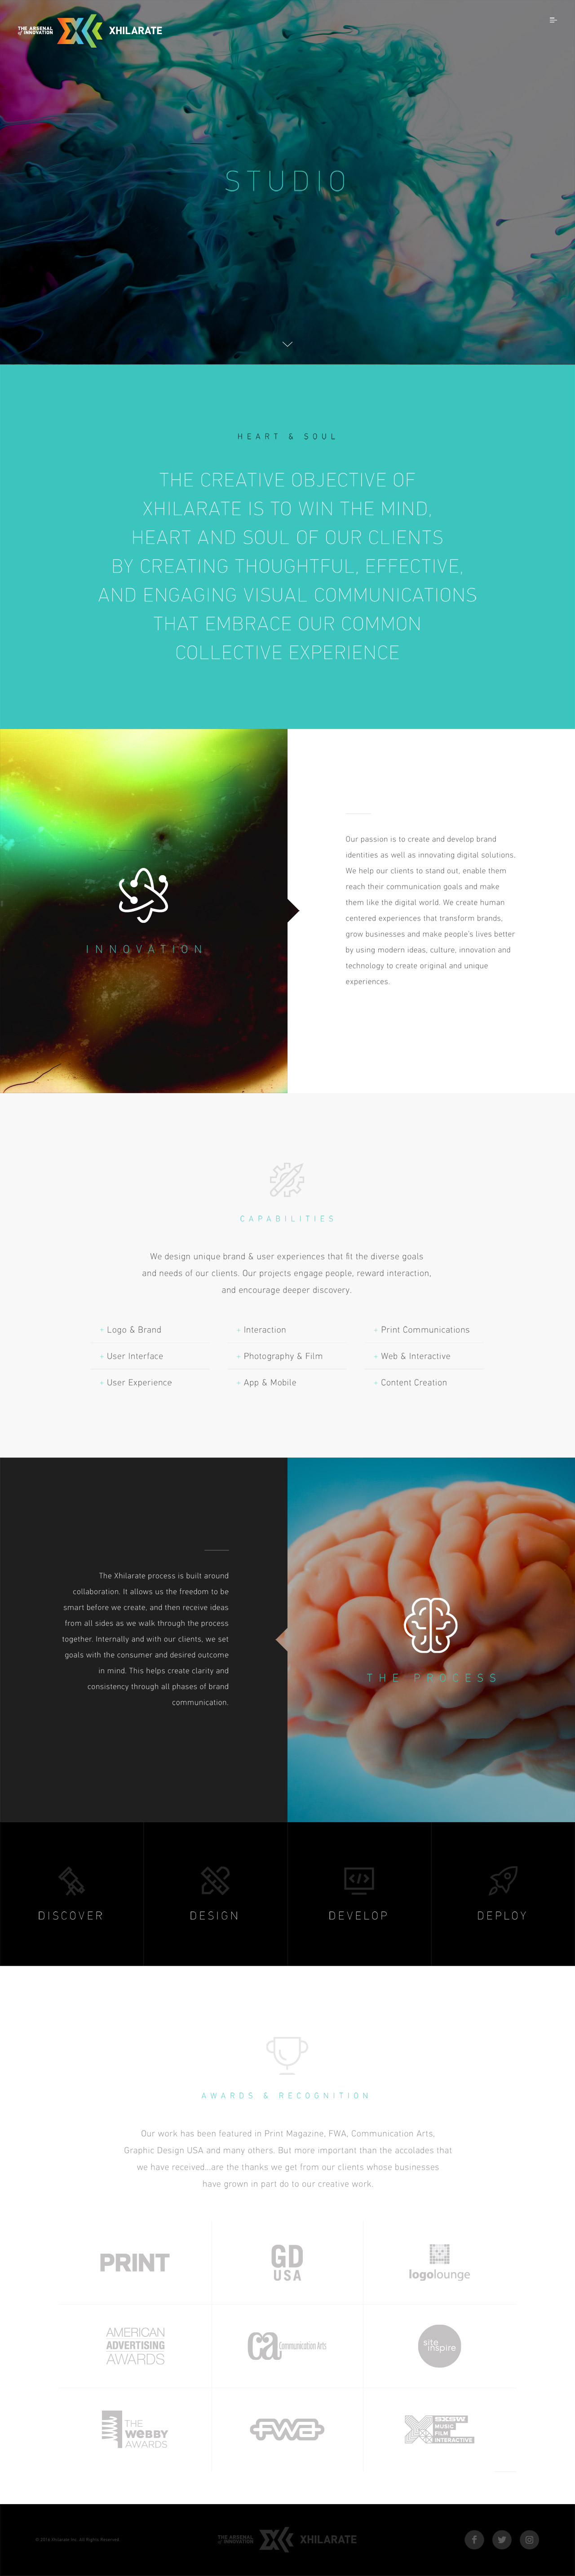 THE ARSENAL
of INNOVATION
XHILARATE
STUDIO
HEART & SOUL
THE CREATIVE OBJECTIVE OF
XHILARATE IS TO WIN THE MIND,
HEART AND SOUL OF OUR CLIENTS
BY CREATING THOUGHTFUL, EFFECTIVE,
AND ENGAGING VISUAL COMMUNICATIONS
THAT EMBRACE OUR COMMON
COLLECTIVE EXPERIENCE
INNOVATION
Our passion is to create and develop brand
identities as well as innovating digital solutions.
We help our clients to stand out, enable them
reach their communication goals and make
them like the digital world. We create human
centered experiences that transform brands,
grow businesses and make people's lives better
by using modern ideas, culture, innovation and
technology to create original and unique
experiences.
CAPABILITIES
We design unique brand & user experiences that fit the diverse goals
and needs of our clients. Our projects engage people, reward interaction,
and encourage deeper discovery.
+ Logo & Brand
+ Interaction
+ Print Communications
+ User Interface
+ Photography & Film
+ Web & Interactive
+ User Experience
+ App & Mobile
+ Content Creation
The Xhilarate process is built around
collaboration. It allows us the freedom to be
smart before we create, and then receive ideas
from all sides as we walk through the process
together. Internally and with our clients, we set
goals with the consumer and desired outcome
in mind. This helps create clarity and
consistency through all phases of brand
communication.
THE PROCESS
DISCOVER
DESIGN
DEVELOP
DEPLOY
AWARDS & RECOGNITION
Our work has been featured in Print Magazine, FWA, Communication Arts,
Graphic Design USA and many others. But more important than the accolades that
we have received...are the thanks we get from our clients whose businesses
have grown in part do to our creative work.
PRINT
GD
USA
logolounge
AMERICAN
ADVERTISING
AWARDS
ca Communication Arts
site
inspire
THE
WEBBY
AWARDS
FWA
SXSW
MUSIC
FILM
INTERACTIVE
© 2016 Xhilarate Inc. All Rights Reserved.
THE ARSENAL
of INNOVATION
XHILARATE